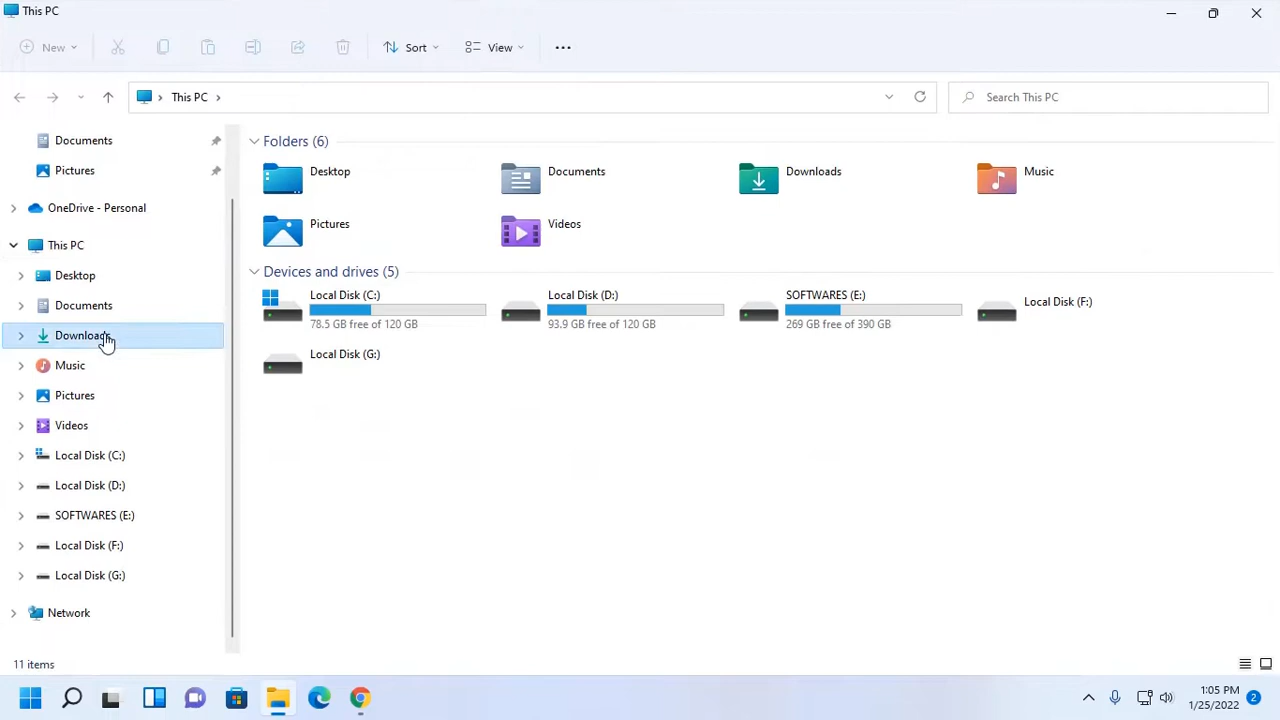 This PC
New
Sort
View
This PC
Search This PC
Documents
Pictures
OneDrive - Personal
This PC
Desktop
Documents
Downloads
Music
Pictures
Videos
Local Disk (C:)
Local Disk (D:)
SOFTWARES (E:)
Local Disk (F:)
Local Disk (G:)
Network
Folders (6)
Desktop
Documents
Downloads
Music
Pictures
Videos
Devices and drives (5)
Local Disk (C:)
78.5 GB free of 120 GB
Local Disk (D:)
93.9 GB free of 120 GB
SOFTWARES (E:)
269 GB free of 390 GB
Local Disk (F:)
Local Disk (G:)
11 items
1:05 PM
1/25/2022
2